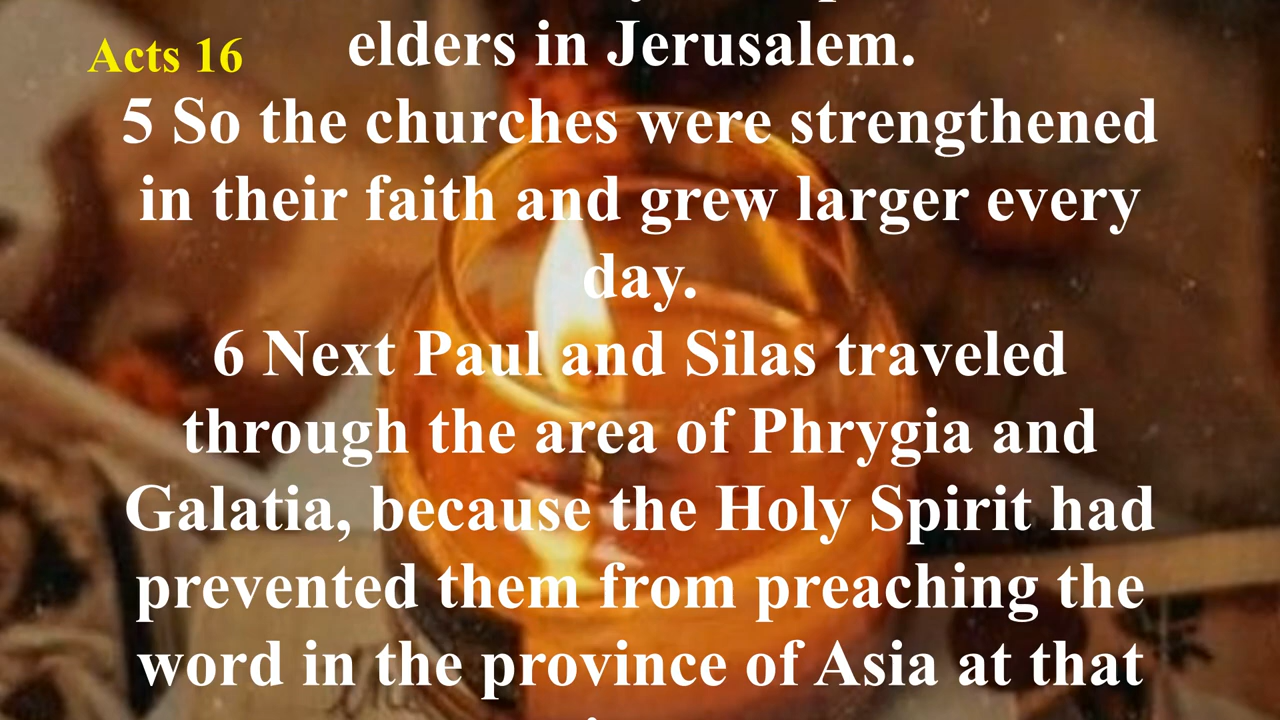 Acts 16
elders in Jerusalem.
5 So the churches were strengthened
in their faith and grew larger every
day.
6 Next Paul and Silas traveled
through the area of Phrygia and
Galatia, because the Holy Spirit had
prevented them from preaching the
word in the province of Asia at that